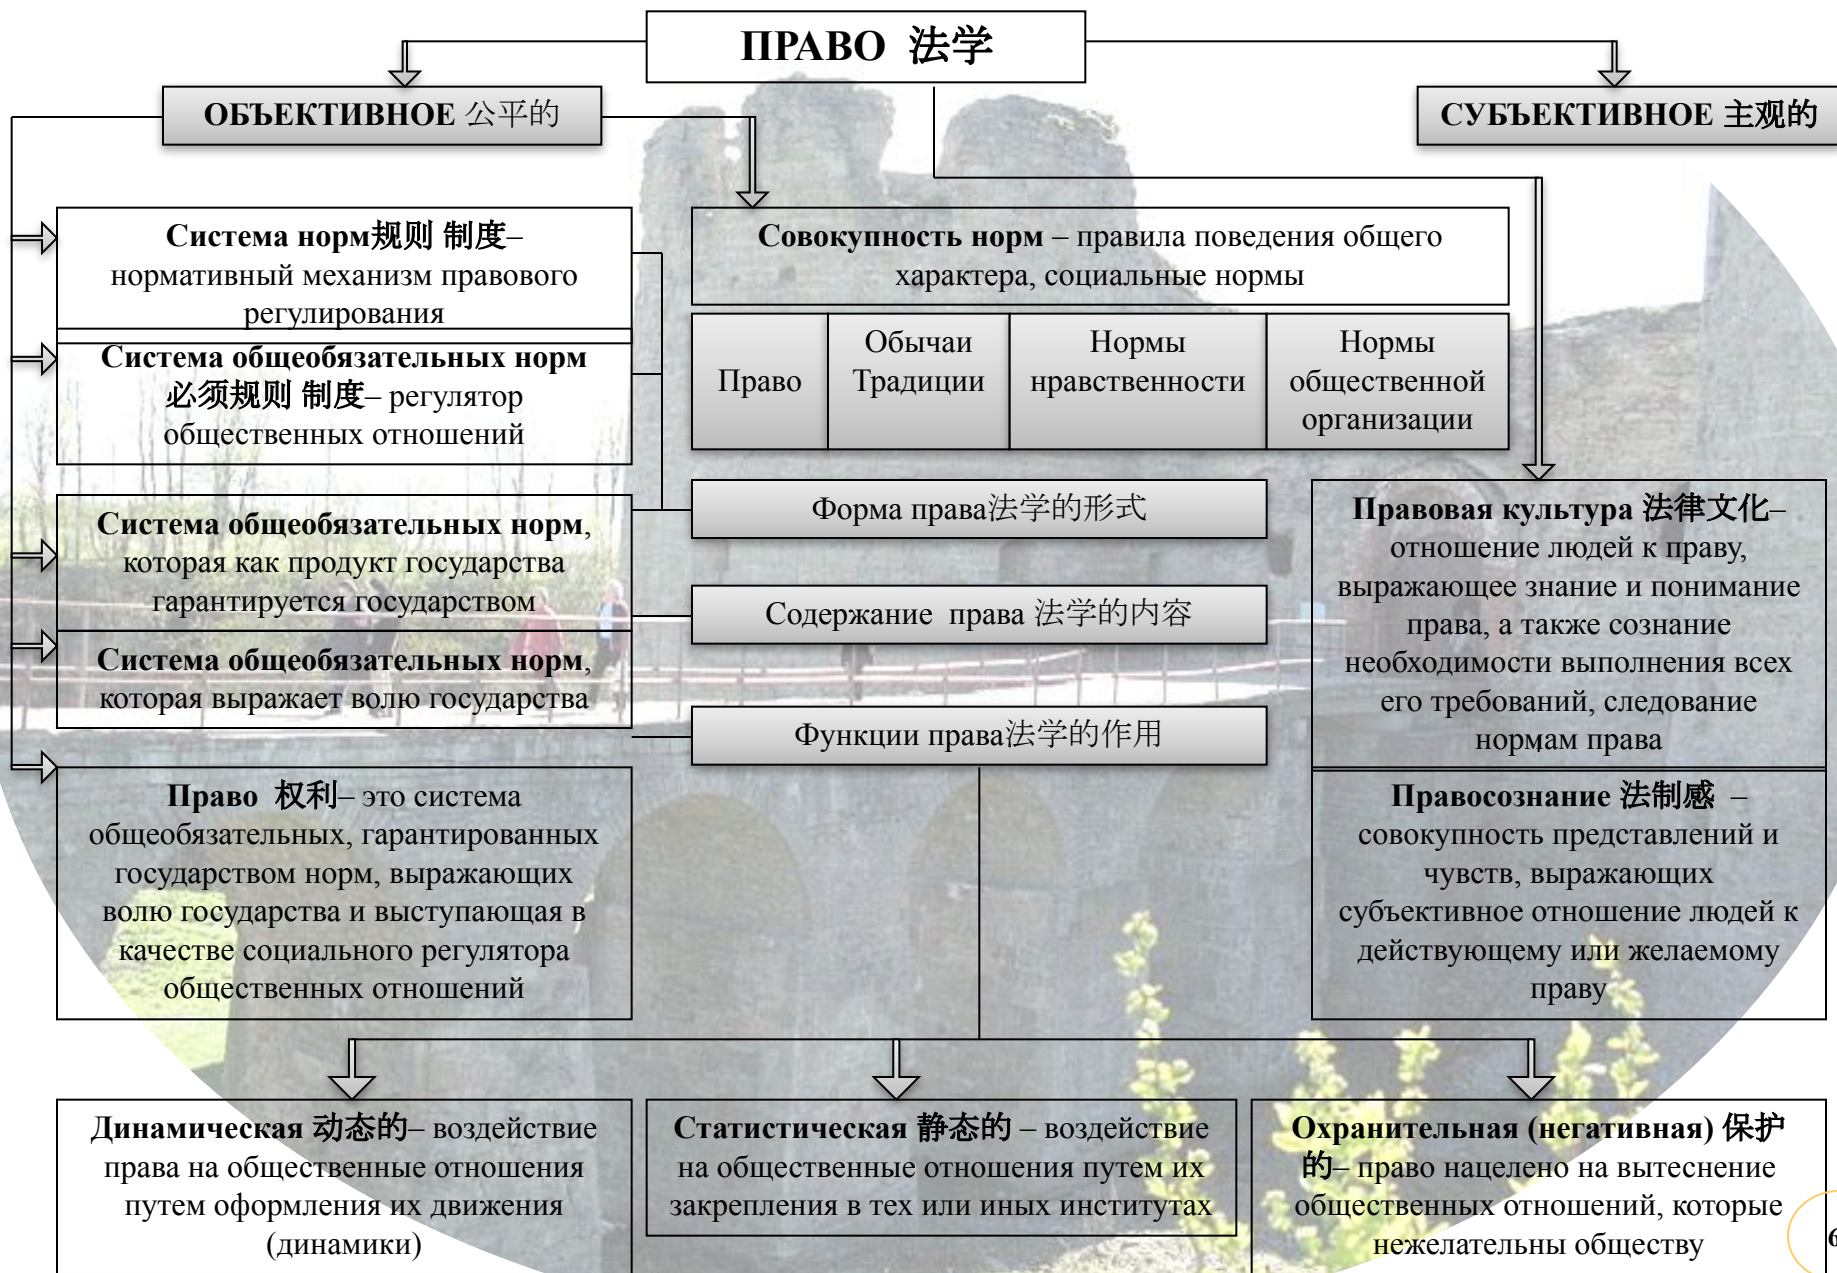 ПРАВО 法学
ОБЪЕКТИВНОЕ 公平的
СУБЪЕКТИВНОЕ 主观的
Система норм规则 制度–
нормативный механизм правового
регулирования
Система общеобязательных норм
必须规则 制度– регулятор
общественных отношений
Система общеобязательных норм,
которая как продукт государства
гарантируется государством
Система общеобязательных норм,
которая выражает волю государства
Право 权利– это система
общеобязательных, гарантированных
государством норм, выражающих
волю государства и выступающая в
качестве социального регулятора
общественных отношений
Совокупность норм – правила поведения общего
характера, социальные нормы
Право
Обычаи
Традиции
Нормы
нравственности
Нормы
общественной
организации
Форма права法学的形式
Содержание права 法学的内容
Функции права法学的作用
Правовая культура 法律文化–
отношение людей к праву,
выражающее знание и понимание
права, а также сознание
необходимости выполнения всех
его требований, следование
нормам права
Правосознание 法制感 –
совокупность представлений и
чувств, выражающих
субъективное отношение людей к
действующему или желаемому
праву
Динамическая 动态的– воздействие
права на общественные отношения
путем оформления их движения
(динамики)
Статистическая 静态的 – воздействие
на общественные отношения путем их
закрепления в тех или иных институтах
Охранительная (негативная) 保护
的– право нацелено на вытеснение
общественных отношений, которые
нежелательны обществу
6